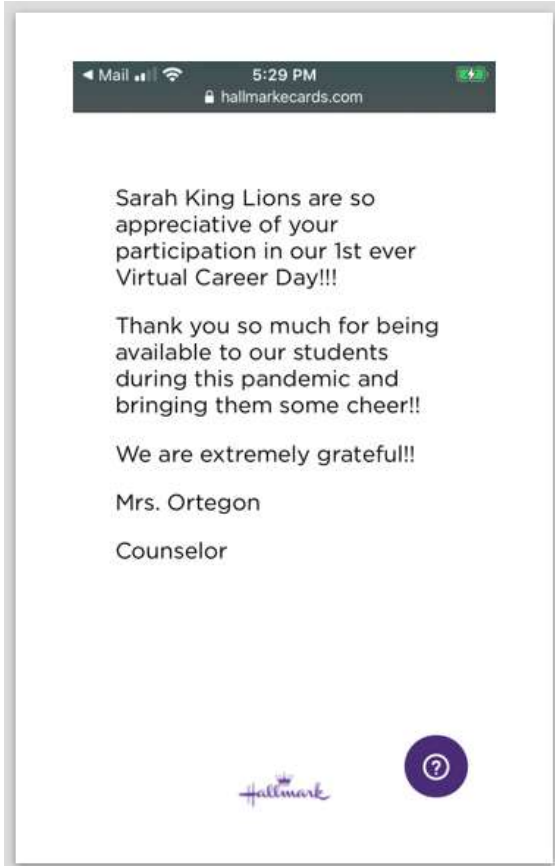 ◀ Mail 5:29 PM
hallmarkecards.com
Sarah King Lions are so
appreciative of your
participation in our 1st ever
Virtual Career Day!!!
Thank you so much for being
available to our students
during this pandemic and
bringing them some cheer!!
We are extremely grateful!!
Mrs. Ortegon
Counselor
Hallmark
?